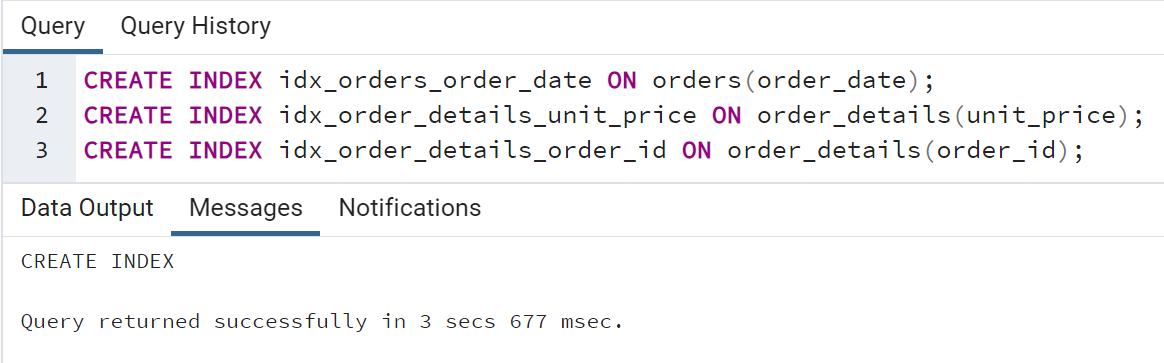 Query Query History
1 CREATE INDEX idx_orders_order_date ON orders(order_date);
2 CREATE INDEX idx_order_details_unit_price ON order_details(unit_price);
3 CREATE INDEX idx_order_details_order_id ON order_details(order_id);
Data Output Messages Notifications
CREATE INDEX
Query returned successfully in 3 secs 677 msec.